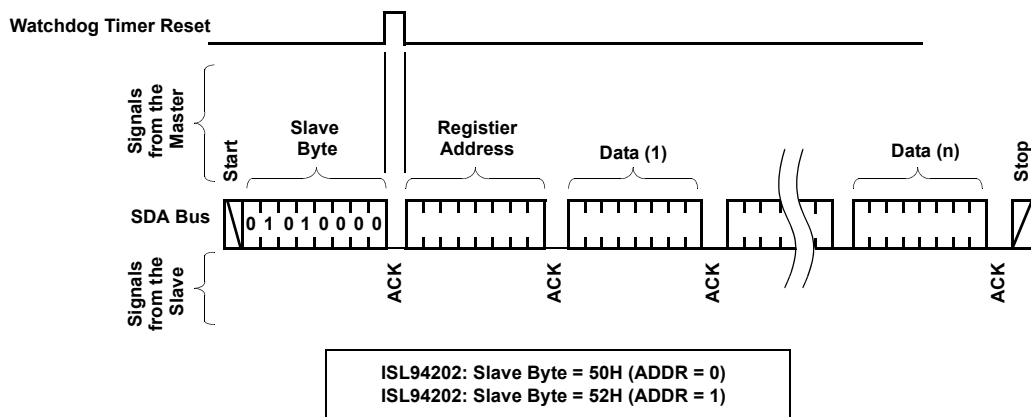 Watchdog Timer Reset
Signals
from the
Master
Start
Slave
Byte
Registier
Address
Data (1)
Data (n)
Stop
SDA Bus
0 1 0 1 0 0 0 0
Signals
from the
Slave
ACK
ACK
ACK
ACK
ISL94202: Slave Byte = 50H (ADDR = 0)
ISL94202: Slave Byte = 52H (ADDR = 1)